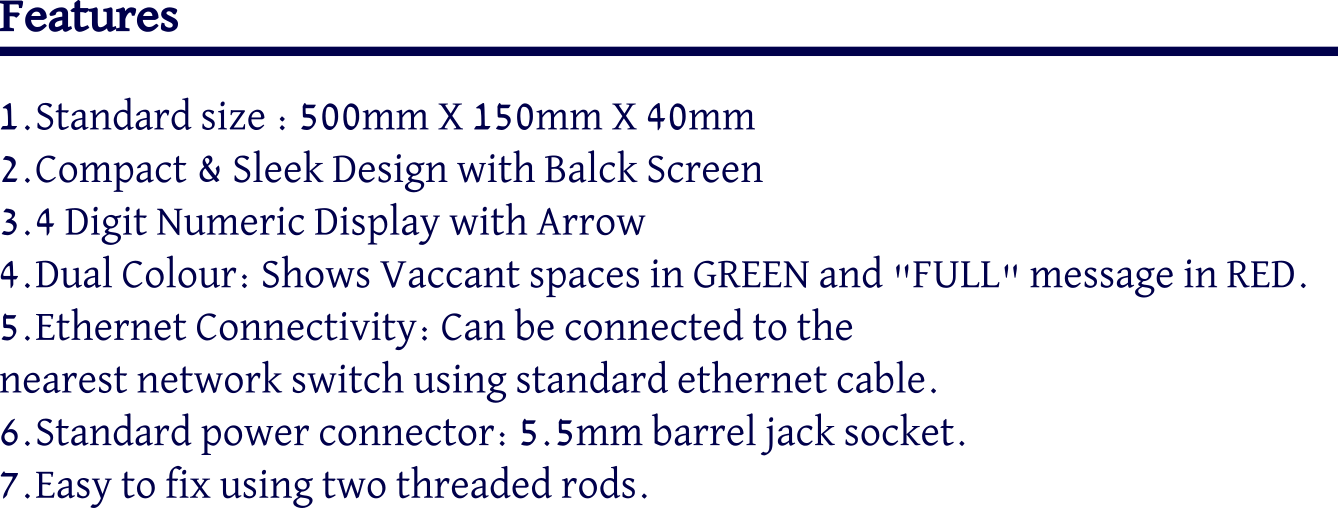 Features
1.Standard size : 500mm X 150mm X 40mm
2.Compact & Sleek Design with Balck Screen
3.4 Digit Numeric Display with Arrow
4.Dual Colour: Shows Vaccant spaces in GREEN and "FULL" message in RED.
5.Ethernet Connectivity: Can be connected to the
nearest network switch using standard ethernet cable.
6.Standard power connector: 5.5mm barrel jack socket.
7.Easy to fix using two threaded rods.